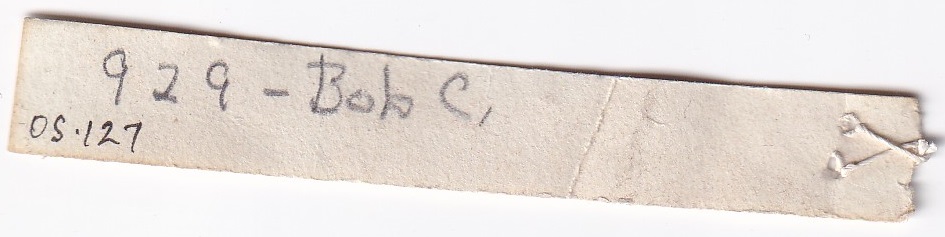 929 - Bob C.
OS.127